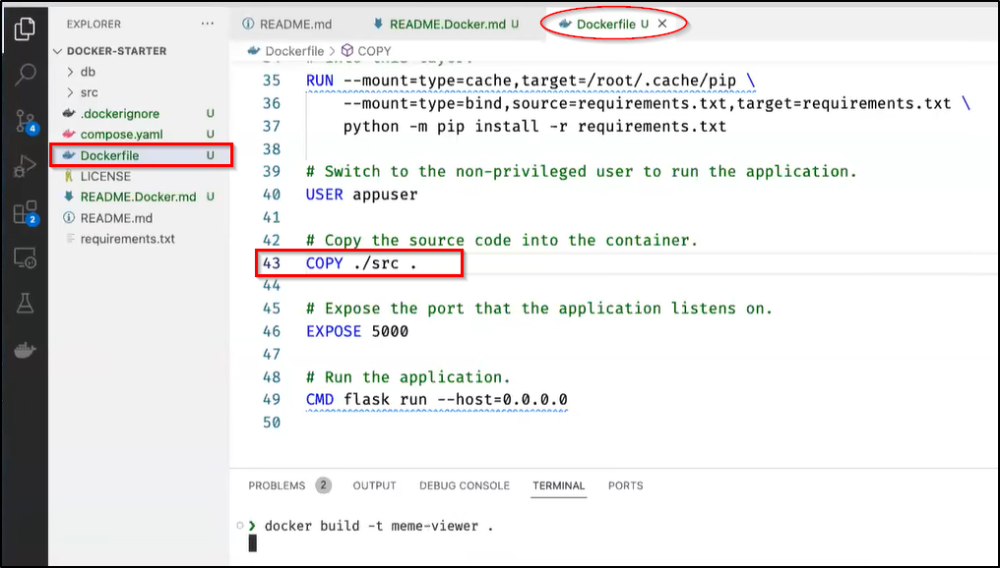 EXPLORER ...
DOCKER-STARTER
db
src
.dockerignore U
compose.yaml U
Dockerfile U
LICENSE
README.Docker.md U
README.md
requirements.txt
4
2
README.md
README.Docker.md U
Dockerfile U
Dockerfile > COPY
# into this layer.
35 RUN --mount=type=cache,target=/root/.cache/pip \
36 --mount=type=bind,source=requirements.txt,target=requirements.txt \
37 python -m pip install -r requirements.txt
38
39 # Switch to the non-privileged user to run the application.
40 USER appuser
41
42 # Copy the source code into the container.
43 COPY ./src .
44
45 # Expose the port that the application listens on.
46 EXPOSE 5000
47
48 # Run the application.
49 CMD flask run --host=0.0.0.0
50
PROBLEMS 2 OUTPUT DEBUG CONSOLE TERMINAL PORTS
❯ docker build -t meme-viewer .